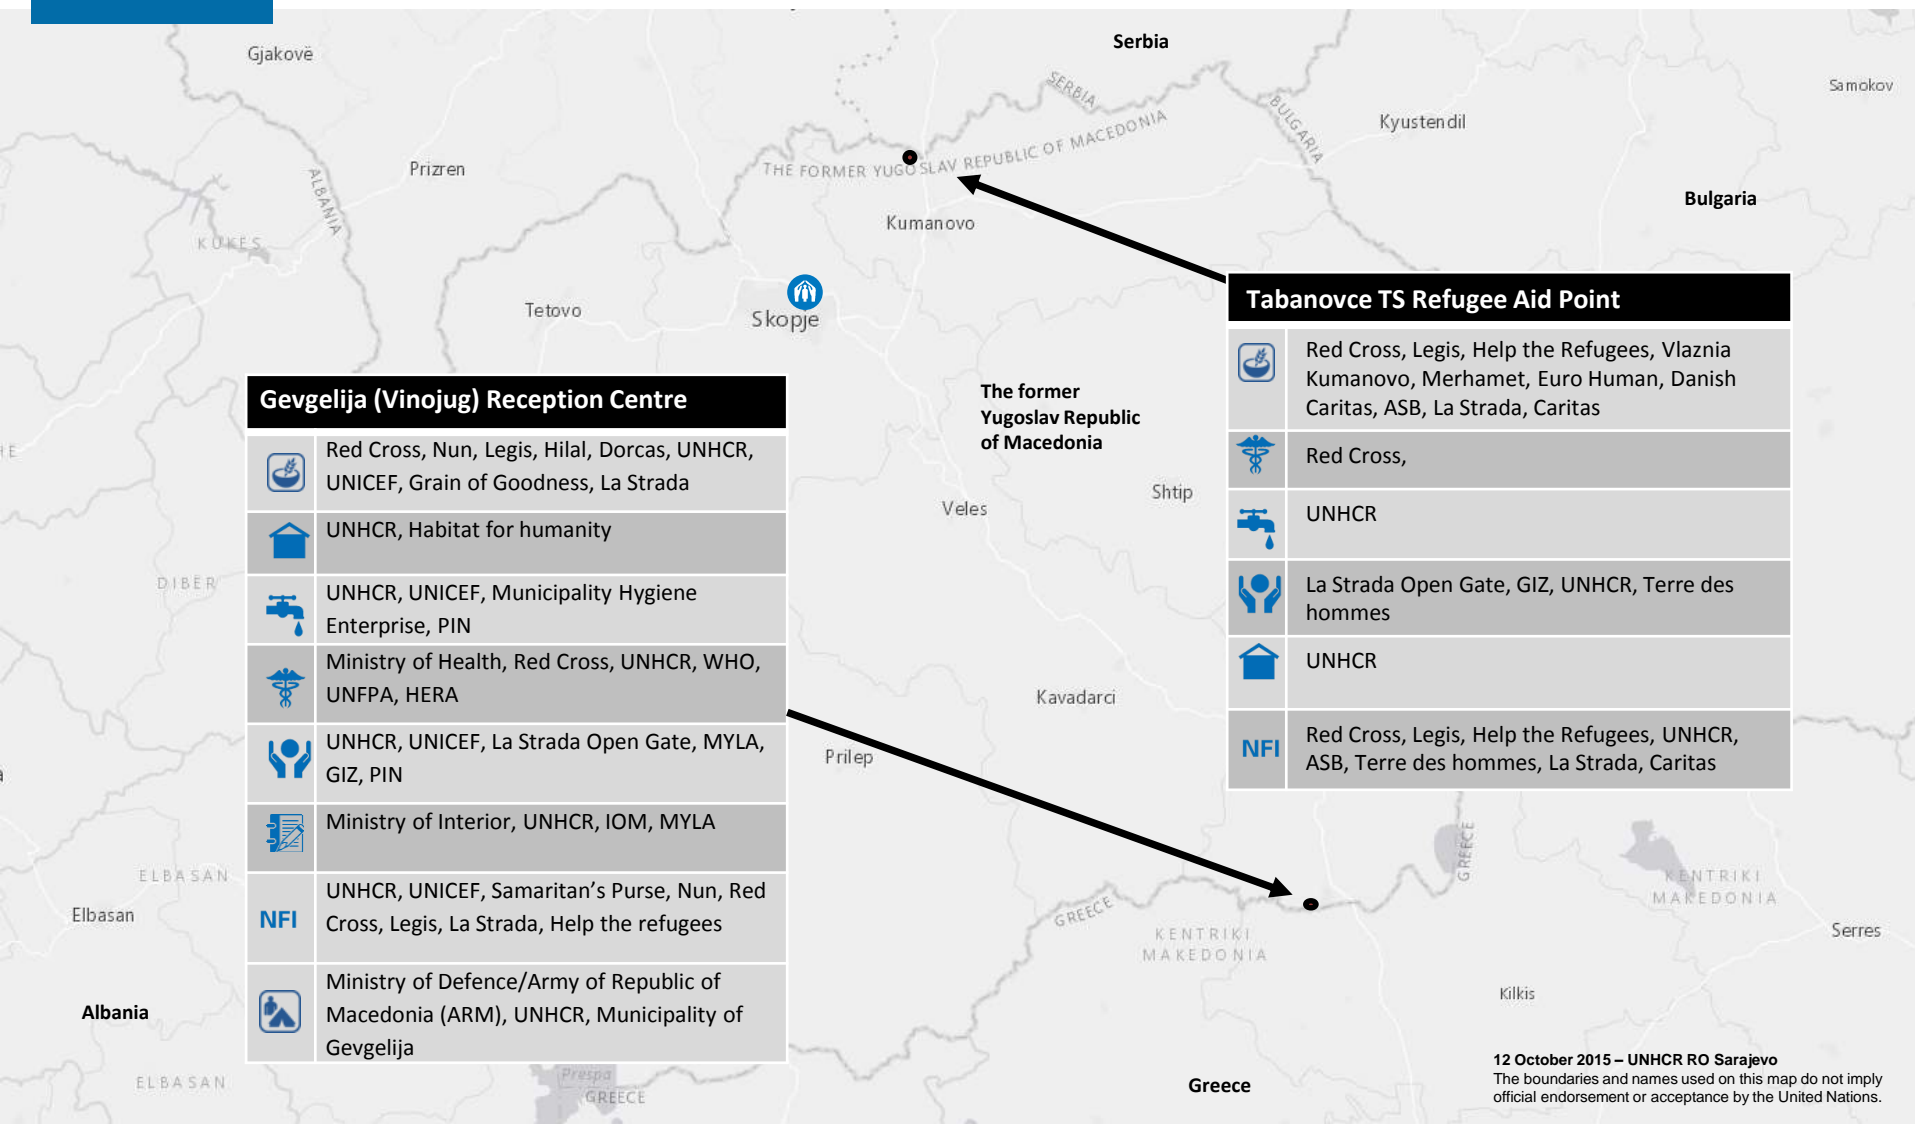 Serbia
Gjakovë
Samokov
SERBIA
BULGARIA
Kyustendil
THE FORMER YUGOSLAV REPUBLIC OF MACEDONIA
Prizren
ALBANIA
Bulgaria
Kumanovo
KUKËS
Tetovo
Skopje
Tabanovce TS Refugee Aid Point
Red Cross, Legis, Help the Refugees, Vlaznia
Kumanovo, Merhamet, Euro Human, Danish
Caritas, ASB, La Strada, Caritas
Red Cross,
UNHCR
La Strada Open Gate, GIZ, UNHCR, Terre des
hommes
UNHCR
NFI
Red Cross, Legis, Help the Refugees, UNHCR,
ASB, Terre des hommes, La Strada, Caritas
The former
Yugoslav Republic
of Macedonia
Gevgelija (Vinojug) Reception Centre
Red Cross, Nun, Legis, Hilal, Dorcas, UNHCR,
UNICEF, Grain of Goodness, La Strada
UNHCR, Habitat for humanity
UNHCR, UNICEF, Municipality Hygiene
Enterprise, PIN
Ministry of Health, Red Cross, UNHCR, WHO,
UNFPA, HERA
UNHCR, UNICEF, La Strada Open Gate, MYLA,
GIZ, PIN
Ministry of Interior, UNHCR, IOM, MYLA
NFI
UNHCR, UNICEF, Samaritan's Purse, Nun, Red
Cross, Legis, La Strada, Help the refugees
Ministry of Defence/Army of Republic of
Macedonia (ARM), UNHCR, Municipality of
Gevgelija
Shtip
Veles
DIBËR
Kavadarci
Prilep
GREECE
ELBASAN
Elbasan
GREECE
KENTRIKI
MAKEDONIA
KENTRIKI
MAKEDONIA
Serres
Kilkis
Albania
ELBASAN
Prespa
GREECE
Greece
12 October 2015 – UNHCR RO Sarajevo
The boundaries and names used on this map do not imply
official endorsement or acceptance by the United Nations.